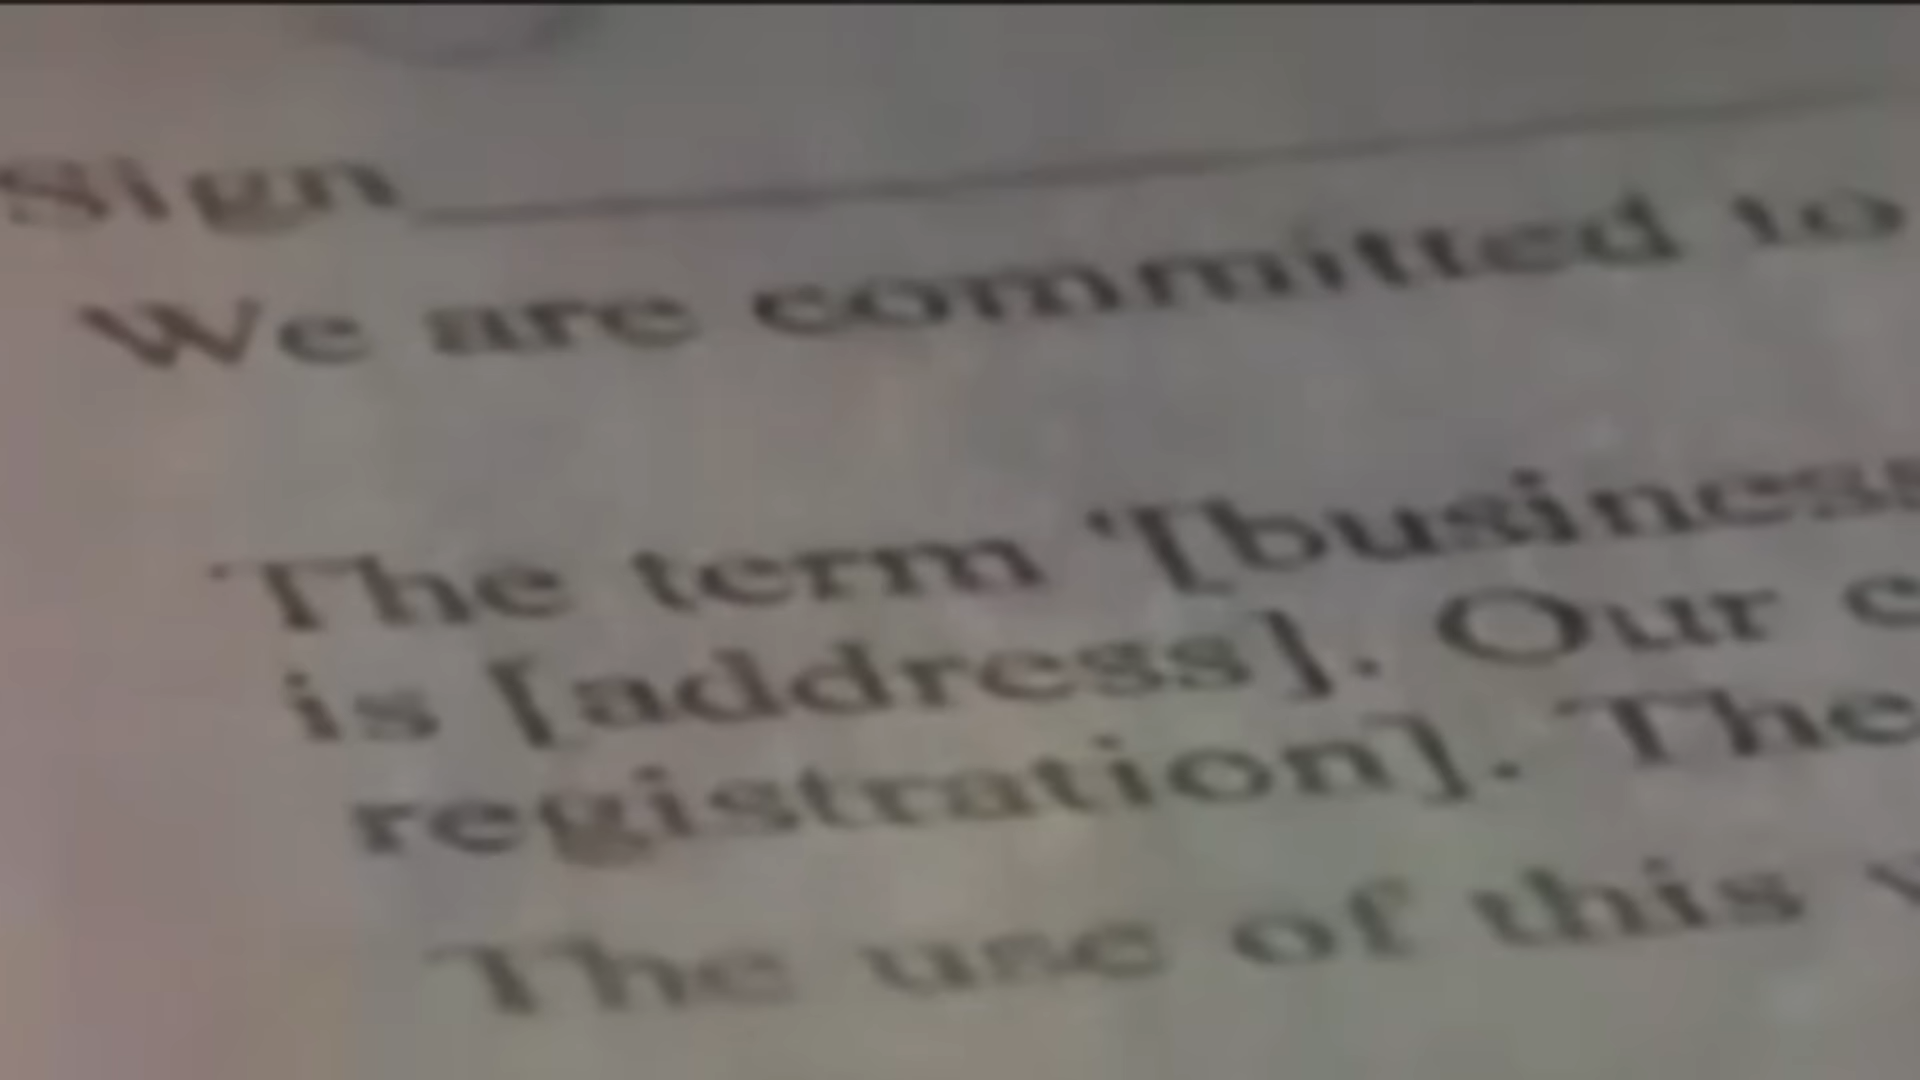 Sign
We are committed to
The term '[business
is [address]. Our c
registration]. The
The use of this